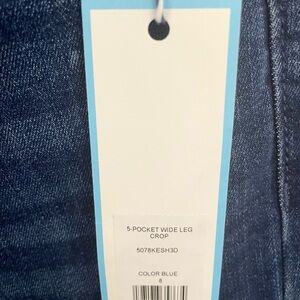 5-POCKET WIDE LEG
CROP
5078KESH3D
COLOR BLUE
8